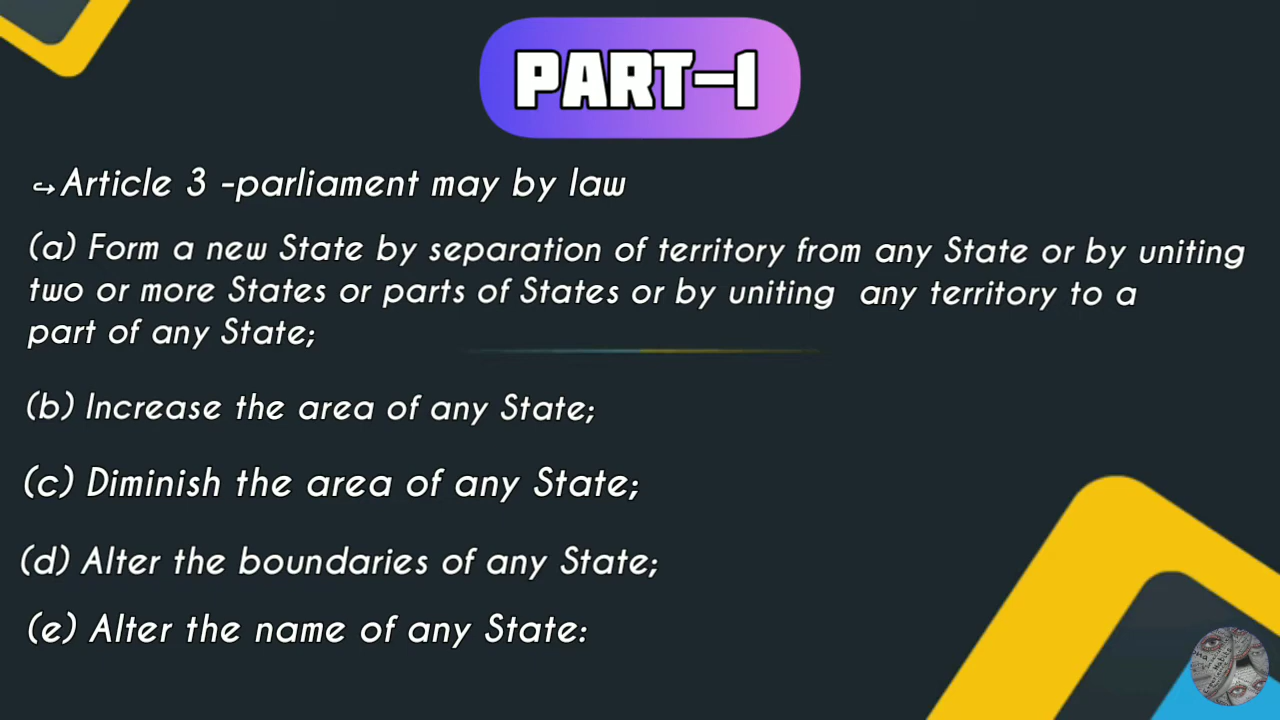 PART-1
↪Article 3 -parliament may by law
(a) Form a new State by separation of territory from any State or by uniting
two or more States or parts of States or by uniting any territory to a
part of any State;
(b) Increase the area of any State;
(c) Diminish the area of any State;
(d) Alter the boundaries of any State;
(e) Alter the name of any State: